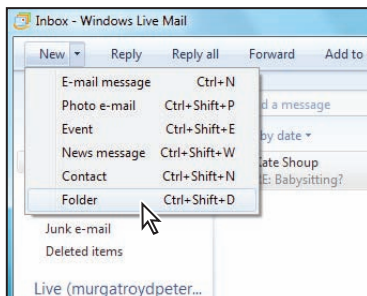 Inbox - Windows Live Mail
New Reply Reply all Forward Add to
E-mail message Ctrl+N
Photo e-mail Ctrl+Shift+P
Event Ctrl+Shift+E
News message Ctrl+Shift+W
Contact Ctrl+Shift+N
Folder Ctrl+Shift+D
a message
by date
Kate Shoup
RE: Babysitting?
Junk e-mail
Deleted items
Live (murgatroydpeter...